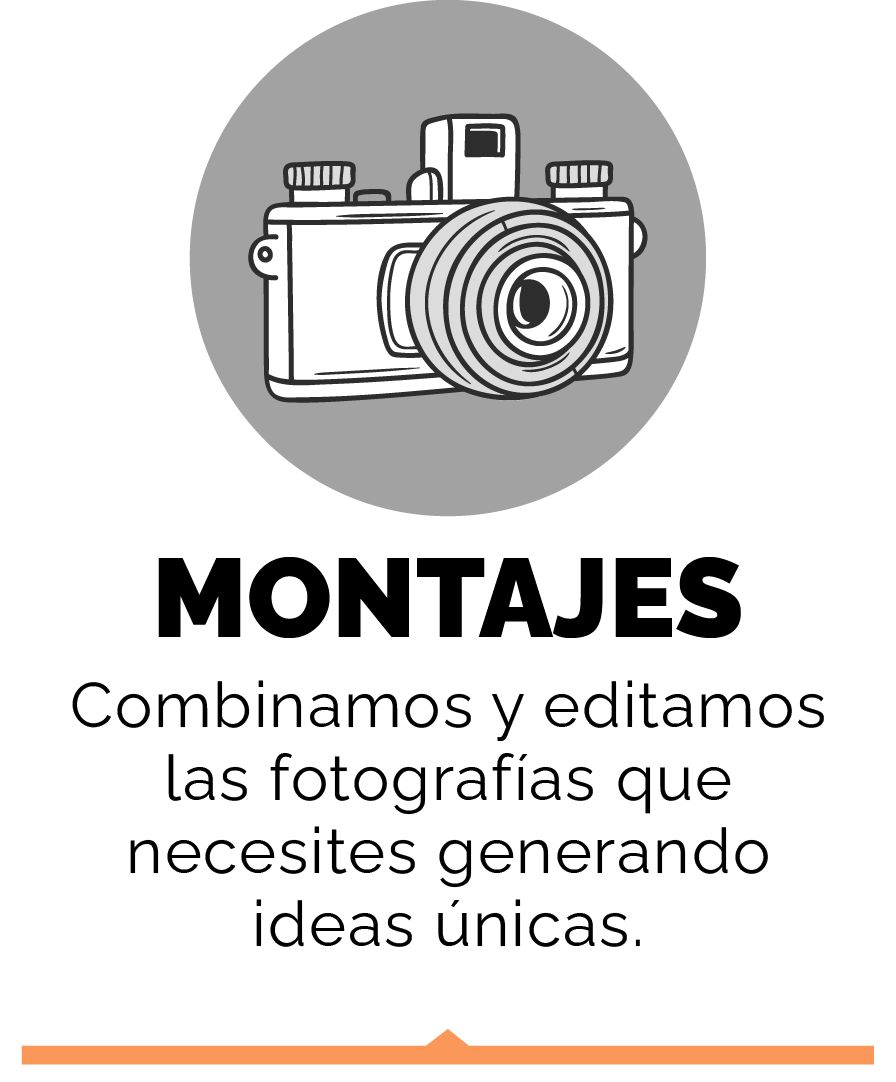 MONTAJES
Combinamos y editamos
las fotografías que
necesites generando
ideas únicas.